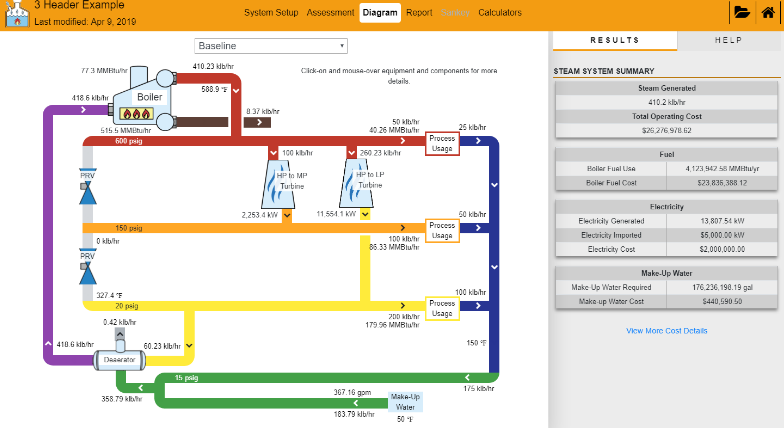 3 Header Example
Last modified: Apr 9, 2019
System Setup Assessment Diagram Report Calculators
Baseline
RESULTS HELP
Click-on and mouse-over equipment and components for more
details.
77.3 MMBtu/hr
410.23 klb/hr
588.9 °F
418.6 klb/hr
Boiler
8.37 klb/hr
515.5 MMBtu/hr
600 psig
50 klb/hr
40.26 MMBtu/hr
Process
Usage
25 klb/hr
100 klb/hr
260.23 klb/hr
PRV
HP to MP
Turbine
HP to LP
Turbine
2,253.4 kW
11,554.1 kW
150 psig
0 klb/hr
100 klb/hr
86.33 MMBtu/hr
Process
Usage
50 klb/hr
PRV
327.4 °F
20 psig
200 klb/hr
179.96 MMBtu/hr
Process
Usage
100 klb/hr
0.42 klb/hr
418.6 klb/hr
60.23 klb/hr
150 °F
Deaerator
15 psig
175 klb/hr
358.79 klb/hr
367.16 gpm
183.79 klb/hr
Make-Up
Water
50 °F
STEAM SYSTEM SUMMARY
Steam Generated
410.2 klb/hr
Total Operating Cost
$26,276,978.62
Fuel
Boiler Fuel Use 4,123,942.58 MMBtu/yr
Boiler Fuel Cost $23,836,388.12
Electricity
Electricity Generated 13,807.54 kW
Electricity Imported $5,000.00 kW
Electricity Cost $2,000,000.00
Make-Up Water
Make-Up Water Required 176,236,198.19 gal
Make-up Water Cost $440,590.50
View More Cost Details